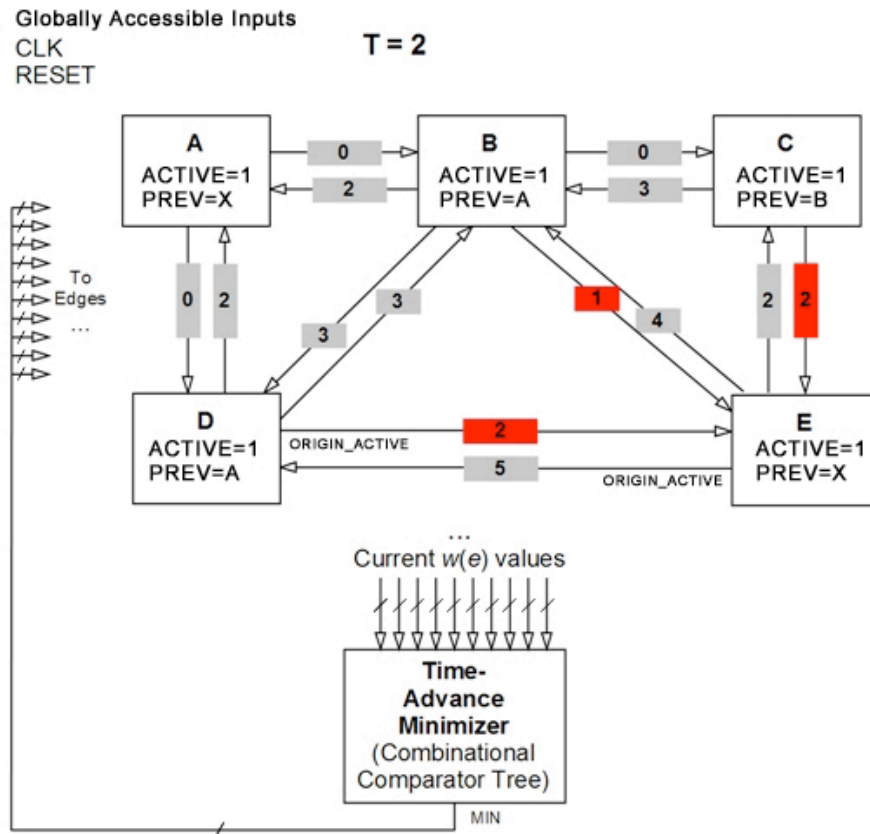 Globally Accessible Inputs
CLK
RESET
T = 2
A
ACTIVE=1
PREV=X
0
2
B
ACTIVE=1
PREV=A
0
3
C
ACTIVE=1
PREV=B
To
Edges
...
0
2
3
3
1
4
2
2
D
ACTIVE=1
PREV=A
ORIGIN_ACTIVE
2
5
ORIGIN_ACTIVE
E
ACTIVE=1
PREV=X
...
Current w(e) values
Time-
Advance
Minimizer
(Combinational
Comparator Tree)
MIN